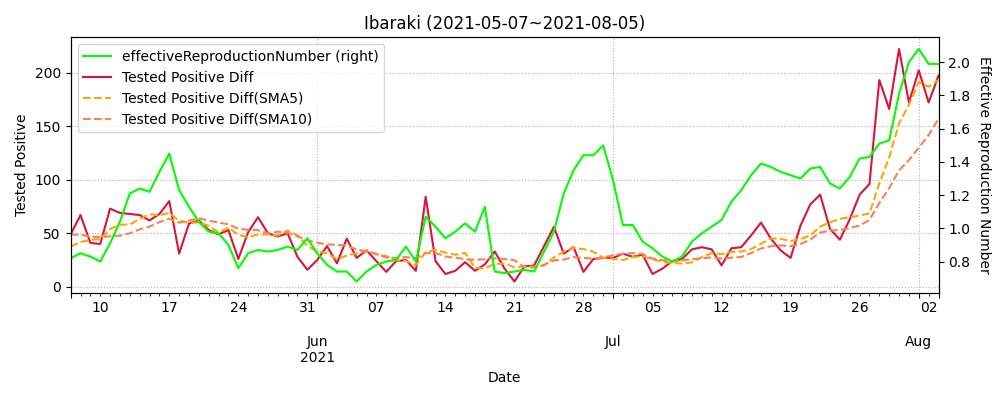 Ibaraki (2021-05-07~2021-08-05)
effectiveReproductionNumber (right)
Tested Positive Diff
Tested Positive Diff(SMA5)
Tested Positive Diff(SMA10)
Tested Positive
200
150
100
50
0
Effective Reproduction Number
2.0
1.8
1.6
1.4
1.2
1.0
0.8
10 17 24 31 07 14 21 28 05 12 19 26 02
Jun Jul Aug
2021
Date